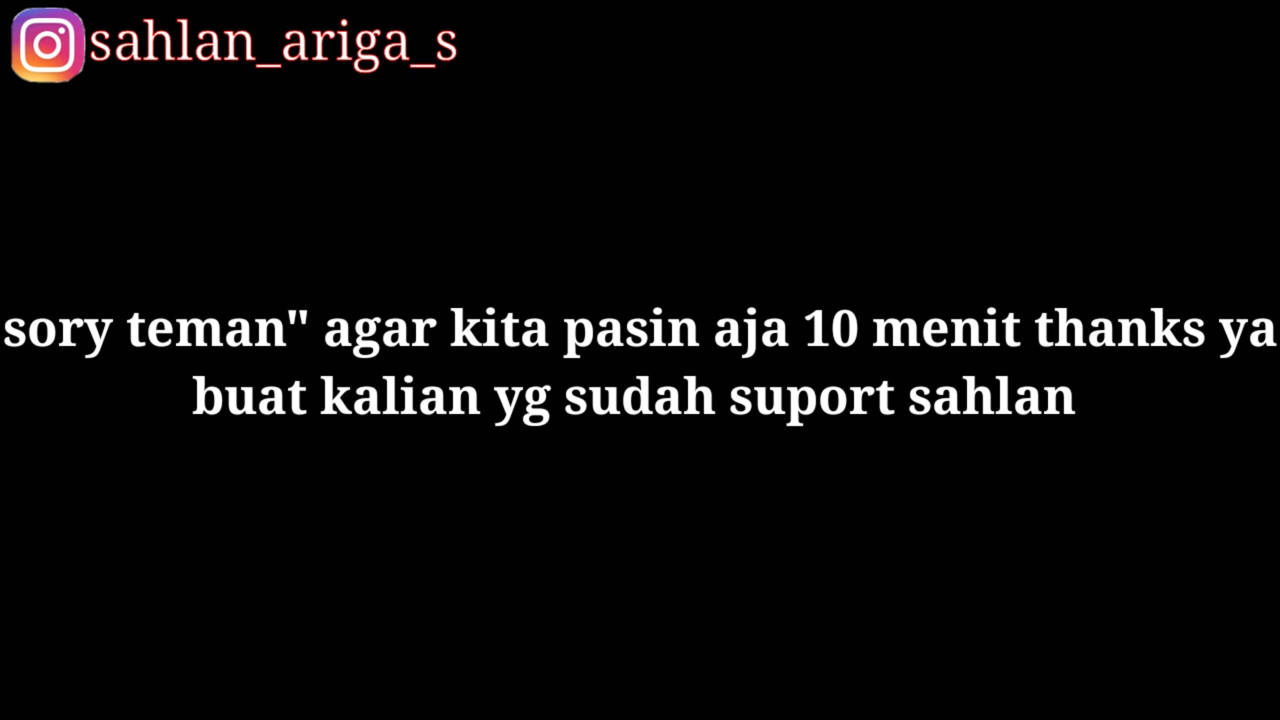 sahlan_ariga_s
sory teman" agar kita pasin aja 10 menit thanks ya
buat kalian yg sudah suport sahlan